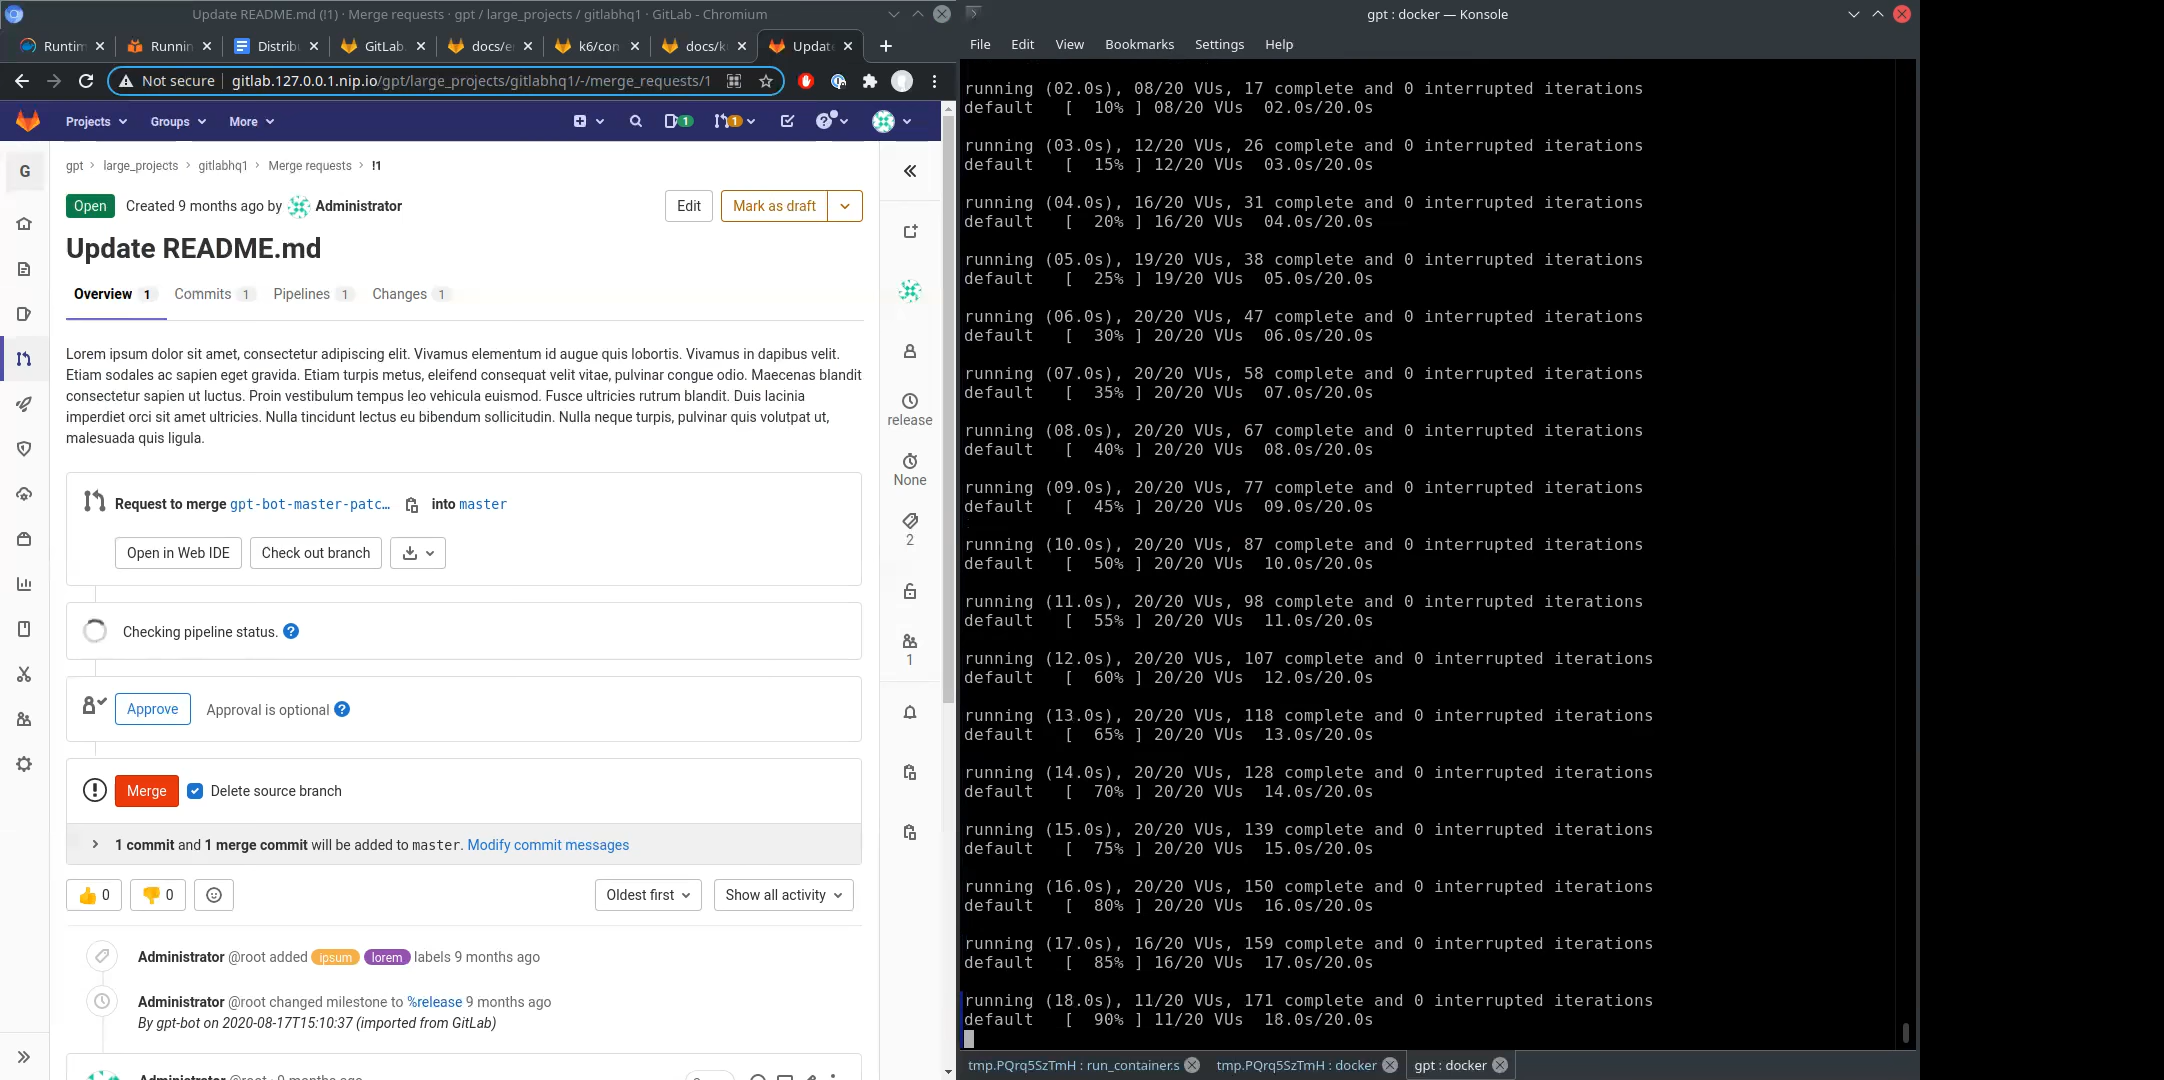 Update README.md (!1) · Merge requests · gpt / large_projects / gitlabhq1 · GitLab - Chromium
Runtim
Runnin
Distrib
GitLab.
docs/e
k6/con
docs/k
Updat
Not secure
gitlab.127.0.0.1.nip.io/gpt/large_projects/gitlabhq1/-/merge_requests/1
Projects
Groups
More
1
1
G
gpt › large_projects › gitlabhq1 › Merge requests › !1
Open
Created 9 months ago by Administrator
Edit
Mark as draft
Update README.md
Overview 1
Commits 1
Pipelines 1
Changes 1
Lorem ipsum dolor sit amet, consectetur adipiscing elit. Vivamus elementum id augue quis lobortis. Vivamus in dapibus velit.
Etiam sodales ac sapien eget gravida. Etiam turpis metus, eleifend consequat velit vitae, pulvinar congue odio. Maecenas blandit
consectetur sapien ut luctus. Proin vestibulum tempus leo vehicula euismod. Fusce ultricies rutrum blandit. Duis lacinia
imperdiet orci sit amet ultricies. Nulla tincidunt lectus eu bibendum sollicitudin. Nulla neque turpis, pulvinar quis volutpat ut,
malesuada quis ligula.
Request to merge gpt-bot-master-patc… into master
Open in Web IDE
Check out branch
Checking pipeline status.
Approve
Approval is optional
Merge
Delete source branch
1 commit and 1 merge commit will be added to master. Modify commit messages
👍 0
👎 0
Oldest first
Show all activity
Administrator @root added ipsum lorem labels 9 months ago
Administrator @root changed milestone to %release 9 months ago
By gpt-bot on 2020-08-17T15:10:37 (imported from GitLab)
release
None
2
1
gpt : docker — Konsole
File
Edit
View
Bookmarks
Settings
Help
running (02.0s), 08/20 VUs, 17 complete and 0 interrupted iterations
default   [  10% ] 08/20 VUs  02.0s/20.0s
running (03.0s), 12/20 VUs, 26 complete and 0 interrupted iterations
default   [  15% ] 12/20 VUs  03.0s/20.0s
running (04.0s), 16/20 VUs, 31 complete and 0 interrupted iterations
default   [  20% ] 16/20 VUs  04.0s/20.0s
running (05.0s), 19/20 VUs, 38 complete and 0 interrupted iterations
default   [  25% ] 19/20 VUs  05.0s/20.0s
running (06.0s), 20/20 VUs, 47 complete and 0 interrupted iterations
default   [  30% ] 20/20 VUs  06.0s/20.0s
running (07.0s), 20/20 VUs, 58 complete and 0 interrupted iterations
default   [  35% ] 20/20 VUs  07.0s/20.0s
running (08.0s), 20/20 VUs, 67 complete and 0 interrupted iterations
default   [  40% ] 20/20 VUs  08.0s/20.0s
running (09.0s), 20/20 VUs, 77 complete and 0 interrupted iterations
default   [  45% ] 20/20 VUs  09.0s/20.0s
running (10.0s), 20/20 VUs, 87 complete and 0 interrupted iterations
default   [  50% ] 20/20 VUs  10.0s/20.0s
running (11.0s), 20/20 VUs, 98 complete and 0 interrupted iterations
default   [  55% ] 20/20 VUs  11.0s/20.0s
running (12.0s), 20/20 VUs, 107 complete and 0 interrupted iterations
default   [  60% ] 20/20 VUs  12.0s/20.0s
running (13.0s), 20/20 VUs, 118 complete and 0 interrupted iterations
default   [  65% ] 20/20 VUs  13.0s/20.0s
running (14.0s), 20/20 VUs, 128 complete and 0 interrupted iterations
default   [  70% ] 20/20 VUs  14.0s/20.0s
running (15.0s), 20/20 VUs, 139 complete and 0 interrupted iterations
default   [  75% ] 20/20 VUs  15.0s/20.0s
running (16.0s), 20/20 VUs, 150 complete and 0 interrupted iterations
default   [  80% ] 20/20 VUs  16.0s/20.0s
running (17.0s), 16/20 VUs, 159 complete and 0 interrupted iterations
default   [  85% ] 16/20 VUs  17.0s/20.0s
running (18.0s), 11/20 VUs, 171 complete and 0 interrupted iterations
default   [  90% ] 11/20 VUs  18.0s/20.0s
tmp.PQrq5SzTmH : run_container.s
tmp.PQrq5SzTmH : docker
gpt : docker